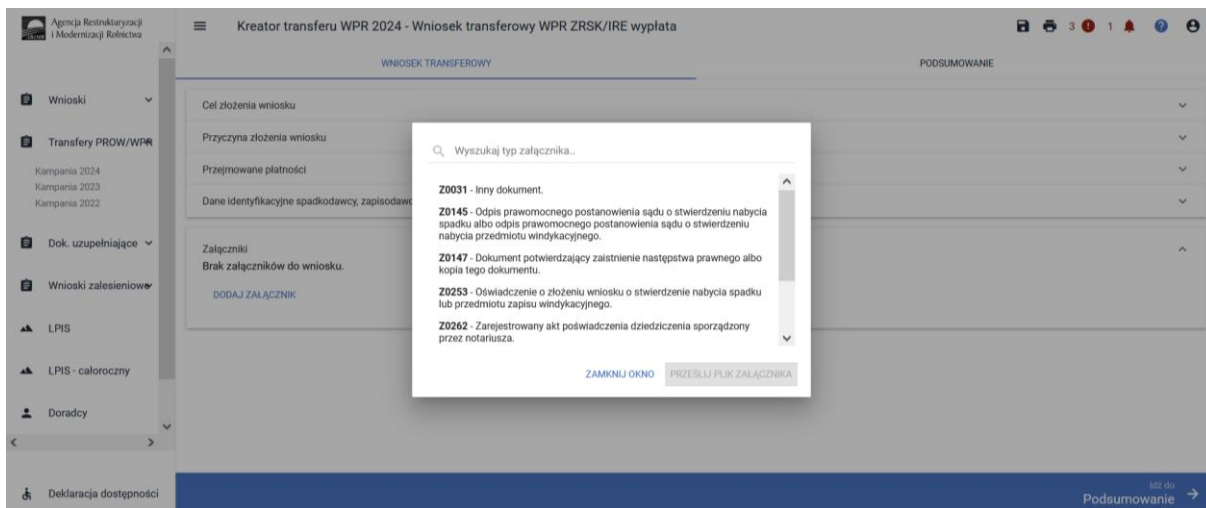 Agencja Restrukturyzacji
i Modernizacji Rolnictwa
Kreator transferu WPR 2024 - Wniosek transferowy WPR ZRSK/IRE wypłata
3
1
WNIOSEK TRANSFEROWY
PODSUMOWANIE
Wnioski
Transfery PROW/WPR
Kampania 2024
Kampania 2023
Kampania 2022
Dok. uzupełniające
Wnioski zalesieniowe
LPIS
LPIS - całoroczny
Doradcy
Deklaracja dostępności
Cel złożenia wniosku
Przyczyna złożenia wniosku
Przejmowane płatności
Dane identyfikacyjne spadkodawcy, zapisodawc
Załączniki
Brak załączników do wniosku.
DODAJ ZAŁĄCZNIK
Wyszukaj typ załącznika..
Z0031 - Inny dokument.
Z0145 - Odpis prawomocnego postanowienia sądu o stwierdzeniu nabycia
spadku albo odpis prawomocnego postanowienia sądu o stwierdzeniu
nabycia przedmiotu windykacyjnego.
Z0147 - Dokument potwierdzający zaistnienie następstwa prawnego albo
kopia tego dokumentu.
Z0253 - Oświadczenie o złożeniu wniosku o stwierdzenie nabycia spadku
lub przedmiotu zapisu windykacyjnego.
Z0262 - Zarejestrowany akt poświadczenia dziedziczenia sporządzony
przez notariusza.
ZAMKNIJ OKNO
PRZEŚLIJ PLIK ZAŁĄCZNIKA
Idź do
Podsumowanie